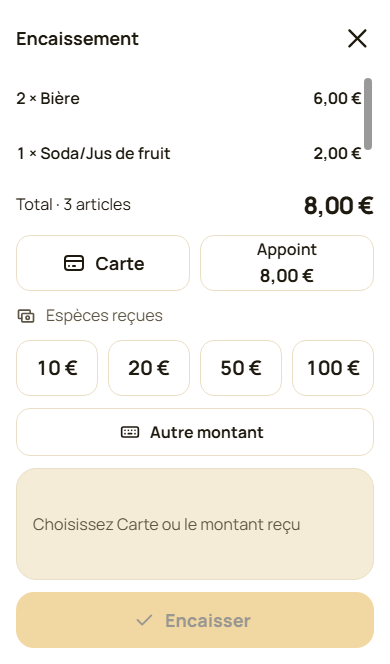 Encaissement
2 × Bière 6,00 €
1 × Soda/Jus de fruit 2,00 €
Total · 3 articles 8,00 €
Carte
Appoint
8,00 €
Espèces reçues
10 € 20 € 50 € 100 €
Autre montant
Choisissez Carte ou le montant reçu
Encaisser